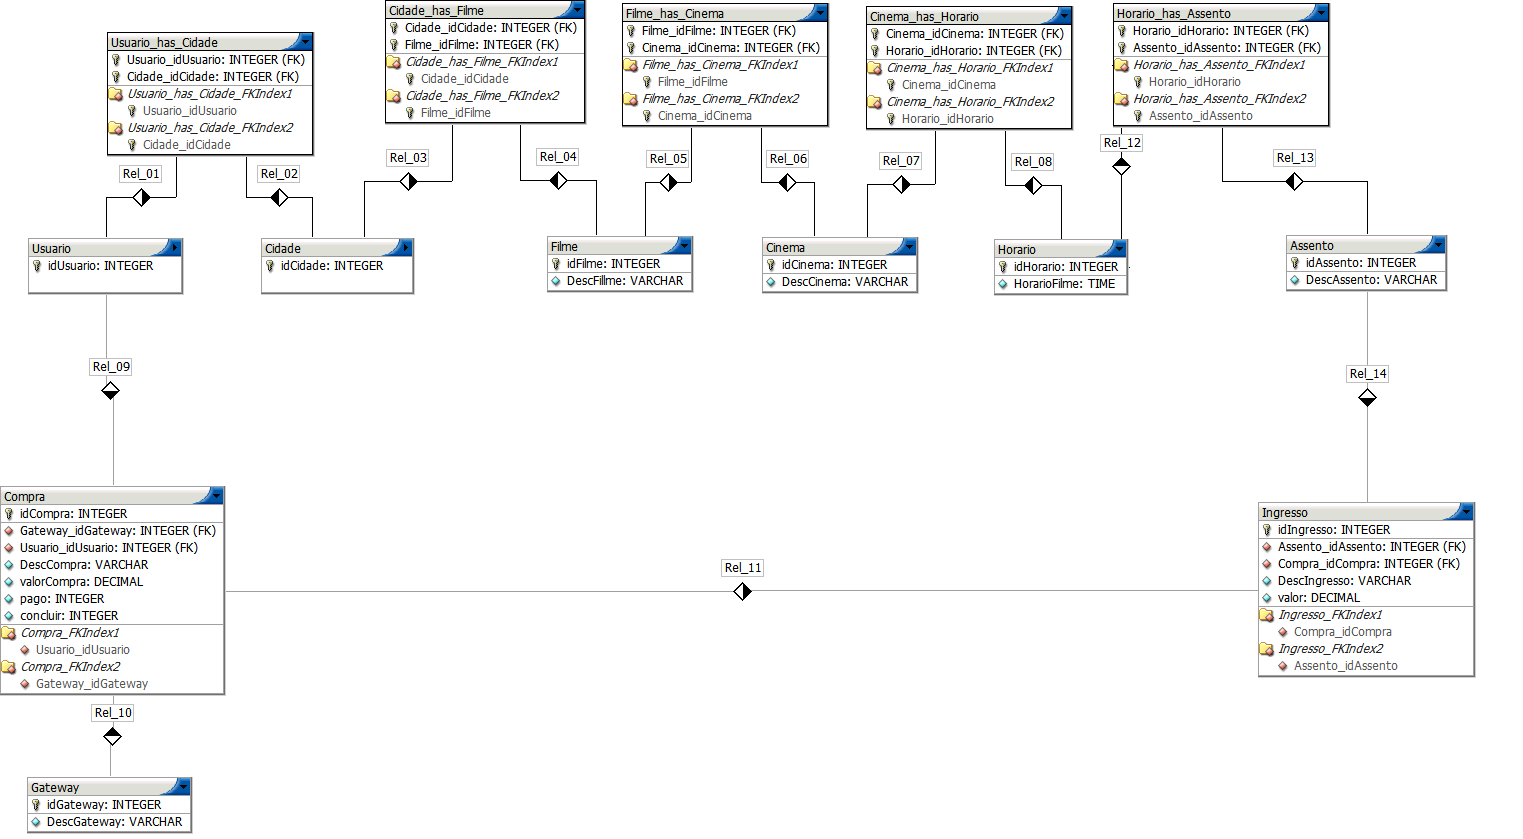 Usuario_has_Cidade
Usuario_idUsuario: INTEGER (FK)
Cidade_idCidade: INTEGER (FK)
Usuario_has_Cidade_FKIndex1
Usuario_idUsuario
Usuario_has_Cidade_FKIndex2
Cidade_idCidade
Cidade_has_Filme
Cidade_idCidade: INTEGER (FK)
Filme_idFilme: INTEGER (FK)
Cidade_has_Filme_FKIndex1
Cidade_idCidade
Cidade_has_Filme_FKIndex2
Filme_idFilme
Filme_has_Cinema
Filme_idFilme: INTEGER (FK)
Cinema_idCinema: INTEGER (FK)
Filme_has_Cinema_FKIndex1
Filme_idFilme
Filme_has_Cinema_FKIndex2
Cinema_idCinema
Cinema_has_Horario
Cinema_idCinema: INTEGER (FK)
Horario_idHorario: INTEGER (FK)
Cinema_has_Horario_FKIndex1
Cinema_idCinema
Cinema_has_Horario_FKIndex2
Horario_idHorario
Horario_has_Assento
Horario_idHorario: INTEGER (FK)
Assento_idAssento: INTEGER (FK)
Horario_has_Assento_FKIndex1
Horario_idHorario
Horario_has_Assento_FKIndex2
Assento_idAssento
Rel_01
Rel_02
Rel_03
Rel_04
Rel_05
Rel_06
Rel_07
Rel_08
Rel_12
Rel_13
Usuario
idUsuario: INTEGER
Cidade
idCidade: INTEGER
Filme
idFilme: INTEGER
DescFillme: VARCHAR
Cinema
idCinema: INTEGER
DescCinema: VARCHAR
Horario
idHorario: INTEGER
HorarioFilme: TIME
Assento
idAssento: INTEGER
DescAssento: VARCHAR
Rel_09
Rel_14
Compra
idCompra: INTEGER
Gateway_idGateway: INTEGER (FK)
Usuario_idUsuario: INTEGER (FK)
DescCompra: VARCHAR
valorCompra: DECIMAL
pago: INTEGER
concluir: INTEGER
Compra_FKIndex1
Usuario_idUsuario
Compra_FKIndex2
Gateway_idGateway
Rel_11
Ingresso
idIngresso: INTEGER
Assento_idAssento: INTEGER (FK)
Compra_idCompra: INTEGER (FK)
DescIngresso: VARCHAR
valor: DECIMAL
Ingresso_FKIndex1
Compra_idCompra
Ingresso_FKIndex2
Assento_idAssento
Rel_10
Gateway
idGateway: INTEGER
DescGateway: VARCHAR